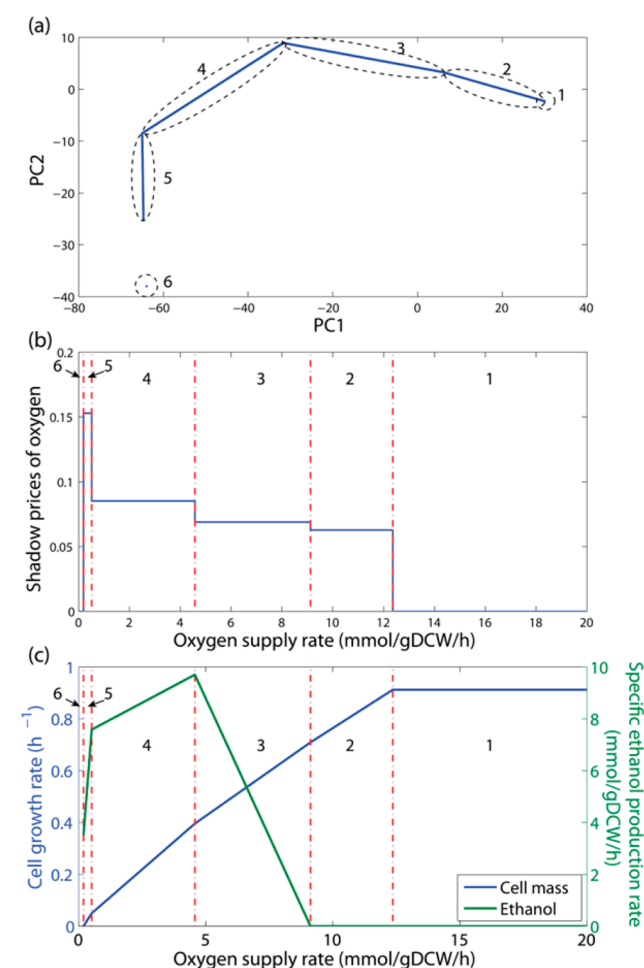 (a)
10
0
−10
−20
−30
−40
PC2
4
3
2
1
5
6
−80 −60 −40 −20 0 20 40
PC1
(b)
0.2
0.15
0.1
0.05
0
Shadow prices of oxygen
6 5 4 3 2 1
0 2 4 6 8 10 12 14 16 18 20
Oxygen supply rate (mmol/gDCW/h)
(c)
1
0.8
0.6
0.4
0.2
0
Cell growth rate (h −1)
6 5 4 3 2 1
10
8
6
4
2
0
Specific ethanol production rate
(mmol/gDCW/h)
Cell mass
Ethanol
0 5 10 15 20
Oxygen supply rate (mmol/gDCW/h)